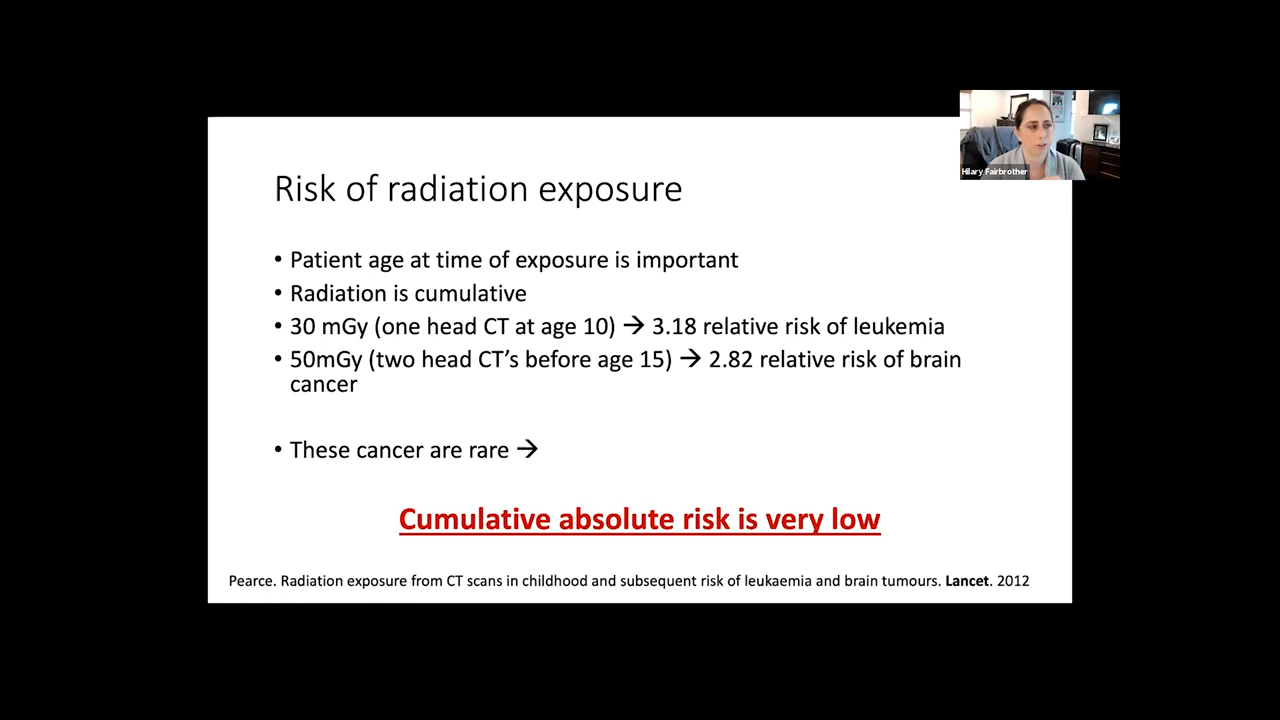 Hilary Fairbrother
Risk of radiation exposure
• Patient age at time of exposure is important
• Radiation is cumulative
• 30 mGy (one head CT at age 10) → 3.18 relative risk of leukemia
• 50mGy (two head CT’s before age 15) → 2.82 relative risk of brain
cancer
• These cancer are rare →
Cumulative absolute risk is very low
Pearce. Radiation exposure from CT scans in childhood and subsequent risk of leukaemia and brain tumours. Lancet. 2012